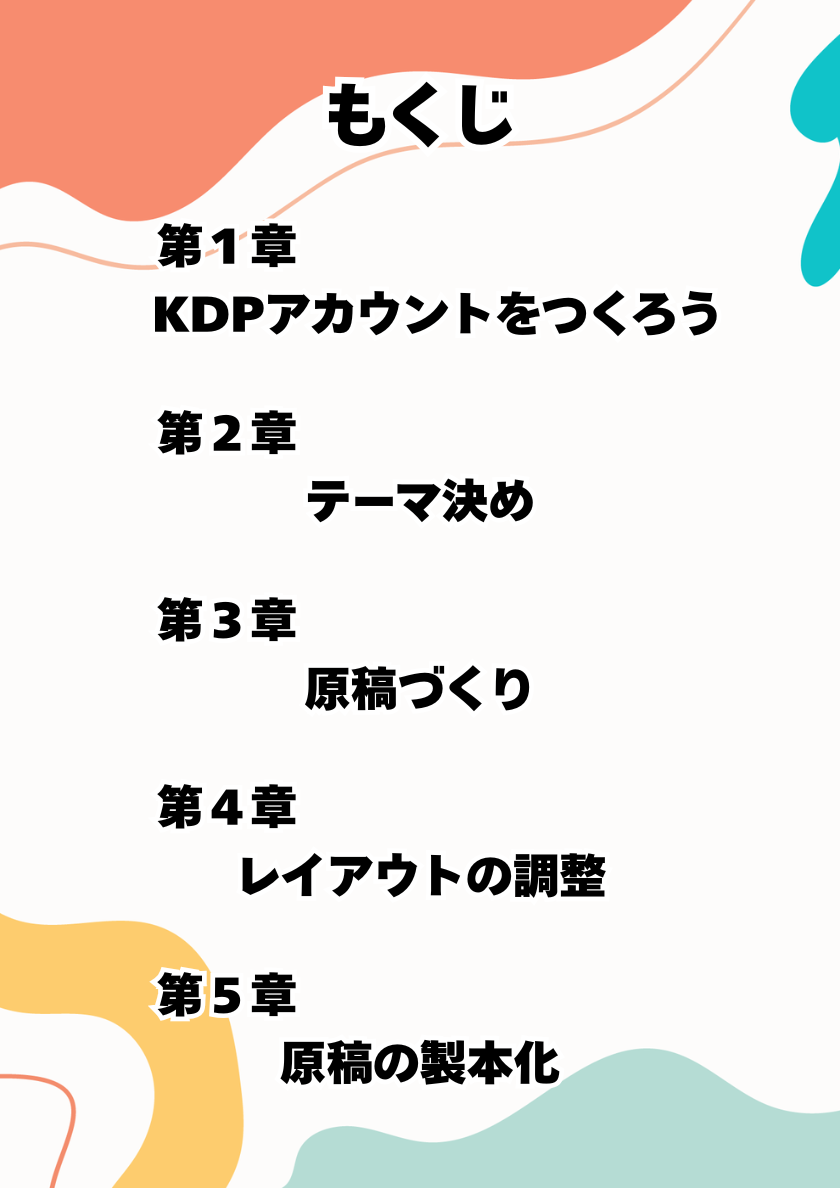 もくじ
第1章
KDPアカウントをつくろう
第2章
テーマ決め
第3章
原稿づくり
第4章
レイアウトの調整
第5章
原稿の製本化